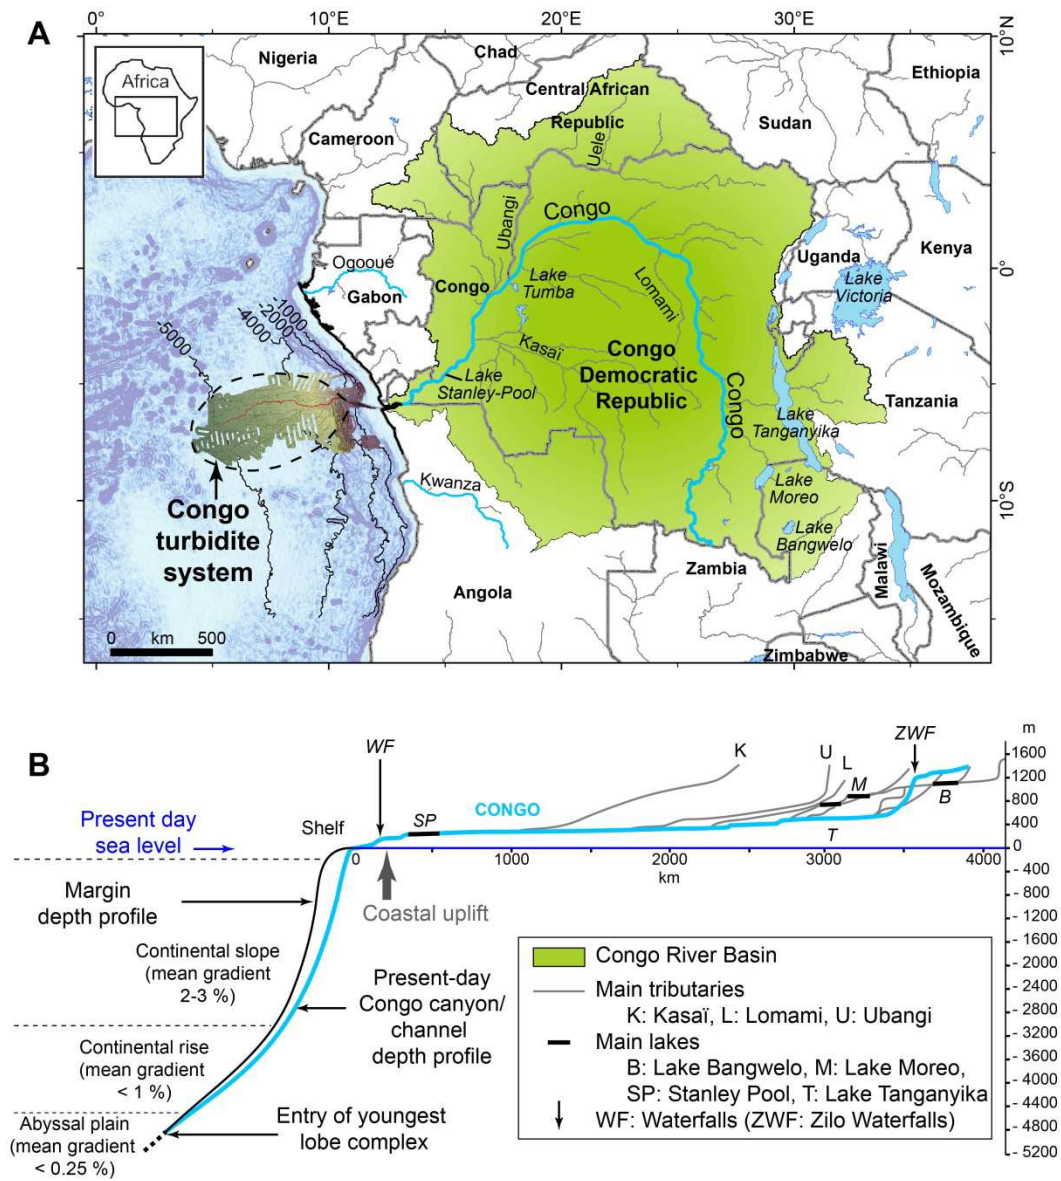 A
0°
10°E
20°E
30°E
10°N
0°
10°S
Africa
Nigeria
Chad
Ethiopia
Central African
Republic
Sudan
Cameroon
Uele
Ubangi
Congo
Uganda
Kenya
Ogooué
Gabon
Congo
Lake
Tumba
Lomami
Lake
Victoria
-1000
-2000
-4000
-5000
Kasaï
Congo
Democratic
Republic
Congo
Lake
Stanley-Pool
Tanzania
Lake
Tanganyika
Kwanza
Lake
Moreo
Lake
Bangwelo
Congo
turbidite
system
Angola
Zambia
Malawi
Mozambique
Zimbabwe
0 km 500
0°
10°E
20°E
30°E
B
WF
K
U
L
M
ZWF
B
m
1600
1200
800
400
0
- 400
- 800
- 1200
- 1600
- 2000
- 2400
- 2800
- 3200
- 3600
- 4000
- 4400
- 4800
- 5200
CONGO
SP
T
Present day
sea level
Shelf
0
1000
2000
3000
4000
km
Coastal uplift
Margin
depth profile
Continental slope
(mean gradient
2-3 %)
Present-day
Congo canyon/
channel
depth profile
Continental rise
(mean gradient
< 1 %)
Abyssal plain
(mean gradient
< 0.25 %)
Entry of youngest
lobe complex
Congo River Basin
Main tributaries
K: Kasaï, L: Lomami, U: Ubangi
Main lakes
B: Lake Bangwelo, M: Lake Moreo,
SP: Stanley Pool, T: Lake Tanganyika
WF: Waterfalls (ZWF: Zilo Waterfalls)